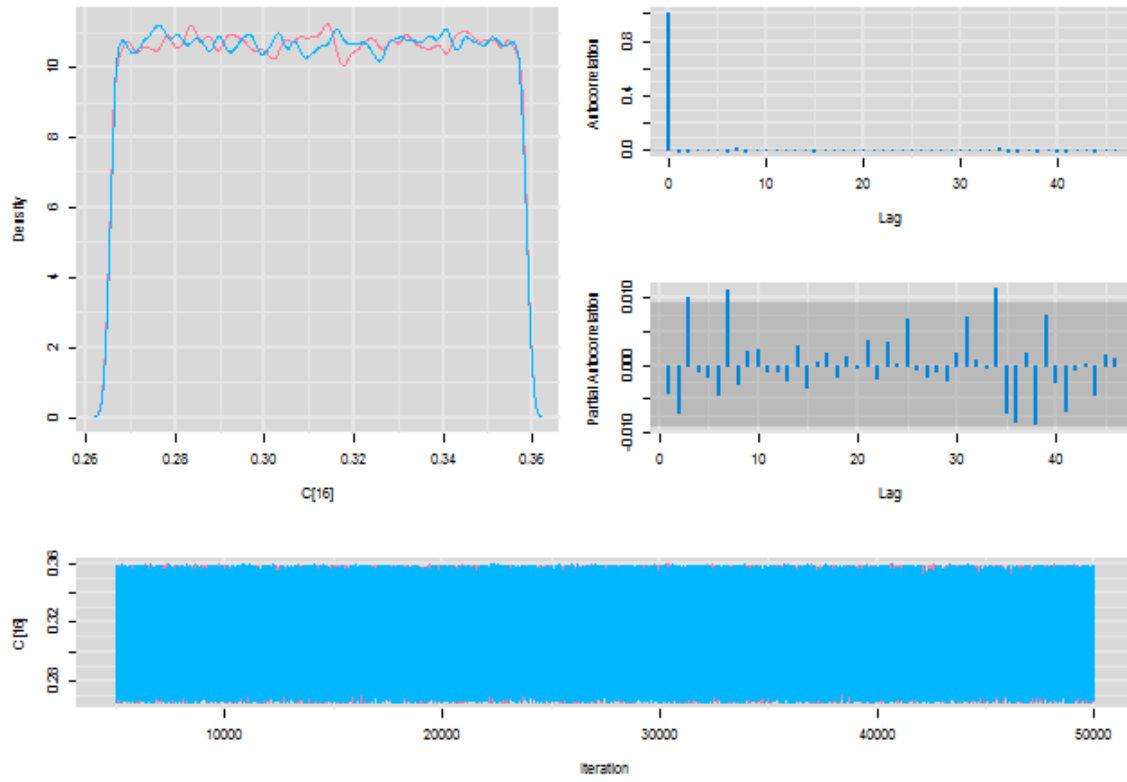 Density
0 2 4 6 8 10
0.26 0.28 0.30 0.32 0.34 0.36
C[16]
Autocorrelation
0.0 0.4 0.8
0 10 20 30 40
Lag
Partial Autocorrelation
-0.010 0.000 0.010
0 10 20 30 40
Lag
C[16]
0.28 0.32 0.36
10000 20000 30000 40000 50000
Iteration